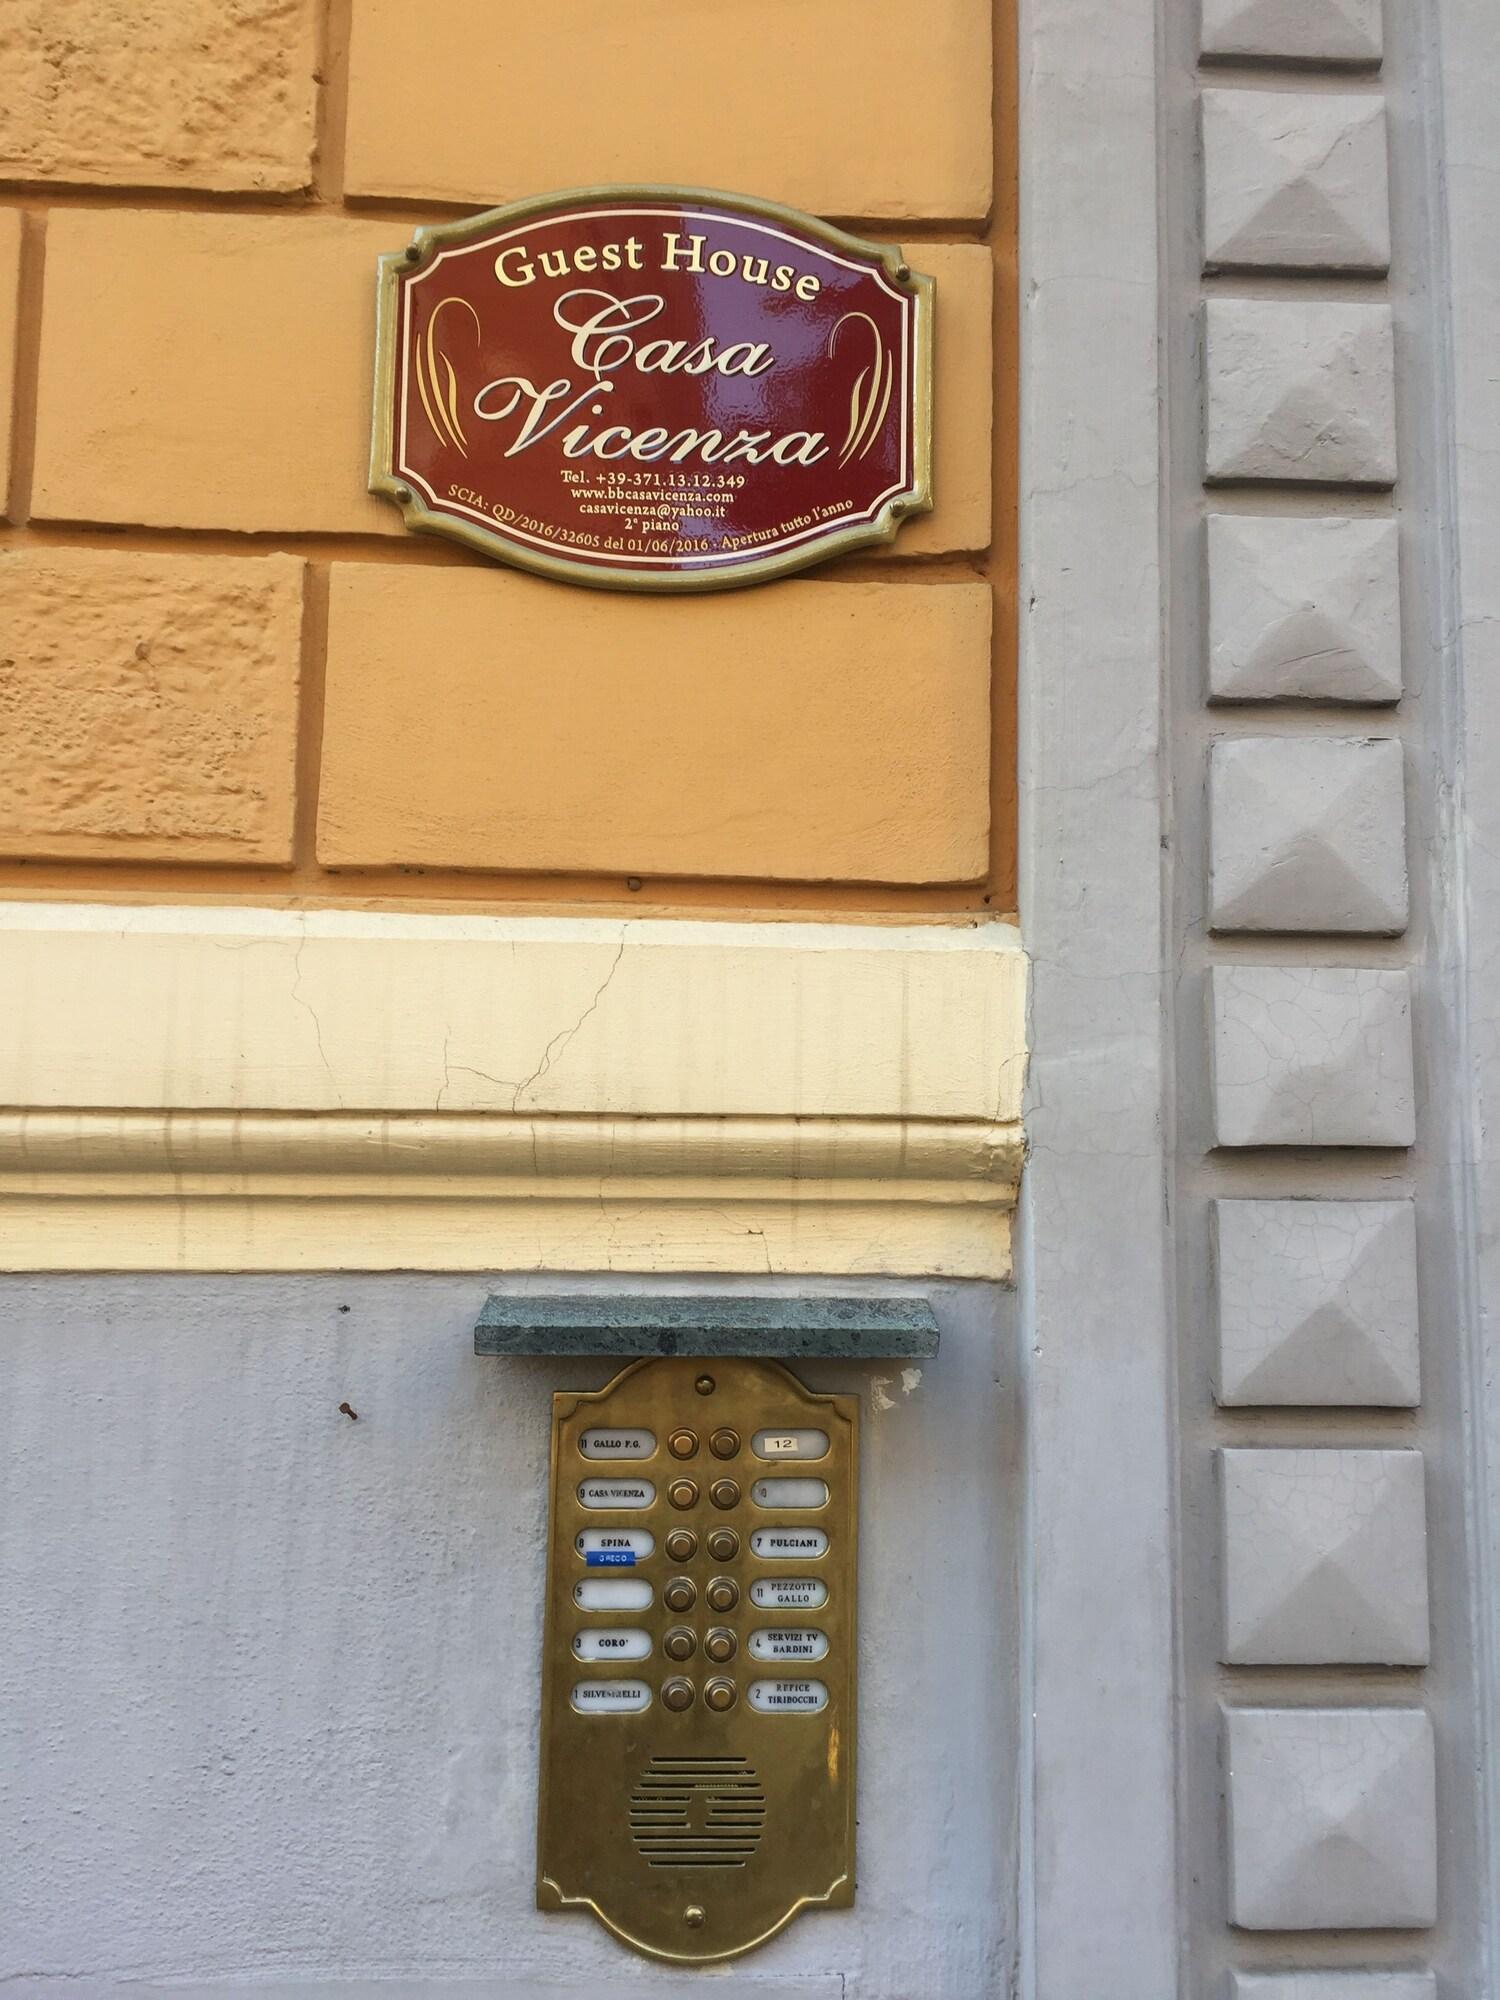 Guest House
Casa
Vicenza
Tel. +39-371.13.12.349
www.bbcasavicenza.com
casavicenza@yahoo.it
2° piano
SCIA: QD/2016/32605 del 01/06/2016 - Apertura tutto l'anno
11 GALLO F.G.
12
9 CASA VICENZA
8 SPINA
GRECO
7 PULCIANI
5
11 PEZZOTTI
GALLO
3 CORO'
4 SERVIZI TV
BARDINI
1
2 REFICE
TIRIBOCCHI